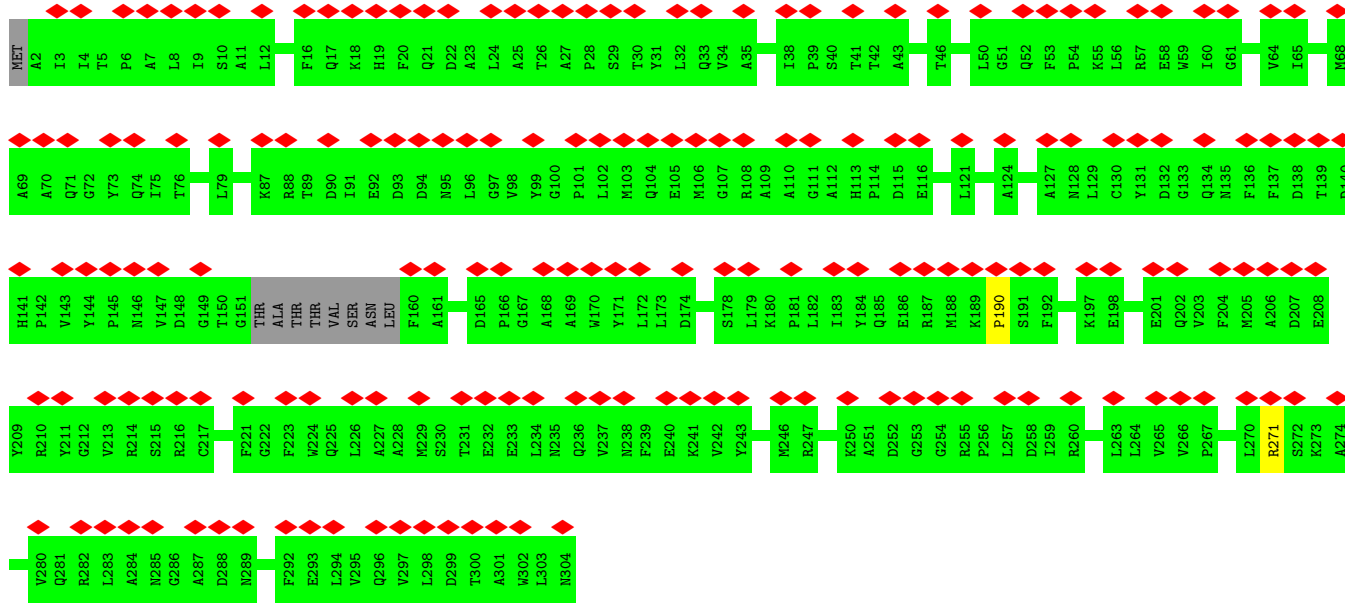 MET A2 I3 I4 T5 P6 A7 L8 I9 S10 A11 L12 F16 Q17 K18 H19 F20 Q21 D22 A23 L24 A25 T26 A27 P28 S29 T30 Y31 L32 Q33 V34 A35 I38 P39 S40 T41 T42 A43 T46 L50 G51 Q52 F53 P54 K55 L56 R57 E58 W59 I60 G61 V64 I65 M68
A69 A70 Q71 G72 Y73 Q74 I75 T76 L79 K87 R88 T89 D90 I91 E92 D93 D94 N95 L96 G97 V98 Y99 G100 P101 L102 M103 Q104 E105 M106 G107 R108 A109 A110 G111 A112 H113 P114 D115 E116 L121 A124 A127 N128 L129 C130 Y131 D132 G133 Q134 N135 F136 F137 D138 T139
H141 P142 V143 Y144 P145 N146 V147 D148 G149 T150 G151 THR ALA THR THR VAL SER ASN LEU F160 A161 D165 P166 G167 A168 A169 W170 Y171 L172 L173 D174 S178 L179 K180 P181 L182 I183 Y184 Q185 E186 R187 M188 K189 P190 S191 F192 K197 E198 E201 Q202 V203 F204 M205 A206 D207 E208
Y209 R210 Y211 G212 V213 R214 S215 R216 C217 F221 G222 F223 W224 Q225 L226 A227 A228 M229 S230 T231 E232 E233 L234 N235 Q236 V237 N238 F239 E240 K241 V242 Y243 M246 R247 K250 A251 D252 G253 G254 R255 P256 L257 D258 I259 R260 L263 L264 V265 V266 P267 L270 R271 S272 K273 A274
V280 Q281 R282 L283 A284 N285 G286 A287 D288 N289 F292 E293 L294 V295 Q296 V297 L298 D299 T300 A301 W302 L303 N304